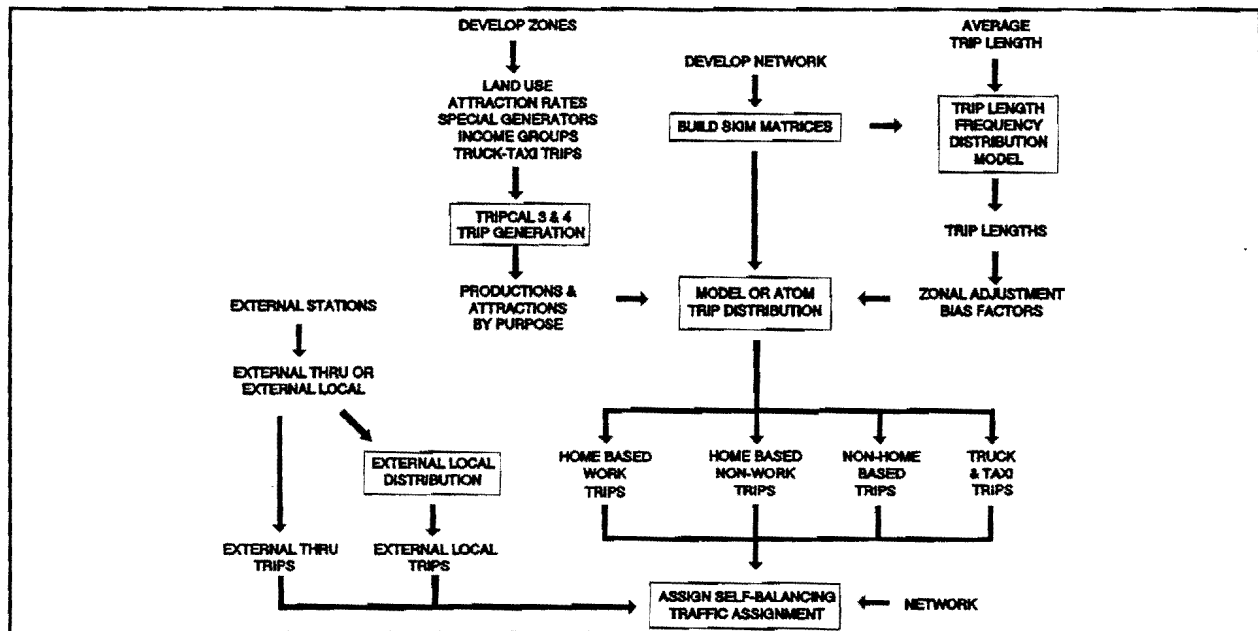 DEVELOP ZONES
LAND USE
ATTRACTION RATES
SPECIAL GENERATORS
INCOME GROUPS
TRUCK-TAXI TRIPS
TRIPCAL 3 & 4
TRIP GENERATION
PRODUCTIONS &
ATTRACTIONS
BY PURPOSE
DEVELOP NETWORK
BUILD SKIM MATRICES
AVERAGE
TRIP LENGTH
TRIP LENGTH
FREQUENCY
DISTRIBUTION
MODEL
TRIP LENGTHS
ZONAL ADJUSTMENT
BIAS FACTORS
MODEL OR ATOM
TRIP DISTRIBUTION
EXTERNAL STATIONS
EXTERNAL THRU OR
EXTERNAL LOCAL
EXTERNAL LOCAL
DISTRIBUTION
EXTERNAL THRU
TRIPS
EXTERNAL LOCAL
TRIPS
HOME BASED
WORK
TRIPS
HOME BASED
NON-WORK
TRIPS
NON-HOME
BASED
TRIPS
TRUCK
& TAXI
TRIPS
ASSIGN SELF-BALANCING
TRAFFIC ASSIGNMENT
NETWORK